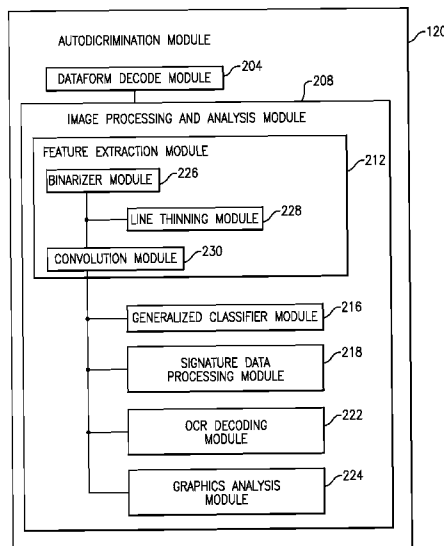 AUTODICRIMINATION MODULE
120
DATAFORM DECODE MODULE
204
208
IMAGE PROCESSING AND ANALYSIS MODULE
FEATURE EXTRACTION MODULE
212
BINARIZER MODULE
226
LINE THINNING MODULE
228
CONVOLUTION MODULE
230
GENERALIZED CLASSIFIER MODULE
216
SIGNATURE DATA
PROCESSING MODULE
218
OCR DECODING
MODULE
222
GRAPHICS ANALYSIS
MODULE
224